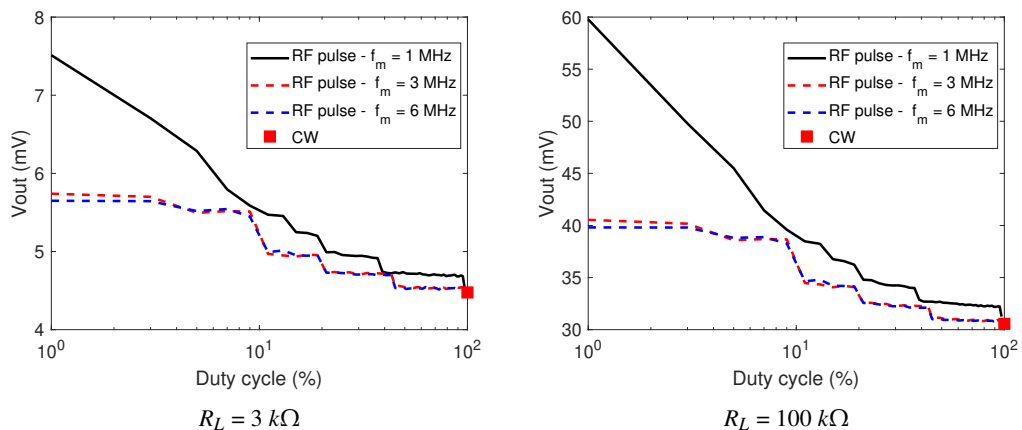 8
7
6
5
4
Vout (mV)
10^0
10^1
10^2
Duty cycle (%)
RF pulse - f_m = 1 MHz
RF pulse - f_m = 3 MHz
RF pulse - f_m = 6 MHz
CW
R_L = 3 kΩ
60
55
50
45
40
35
30
Vout (mV)
10^0
10^1
10^2
Duty cycle (%)
RF pulse - f_m = 1 MHz
RF pulse - f_m = 3 MHz
RF pulse - f_m = 6 MHz
CW
R_L = 100 kΩ